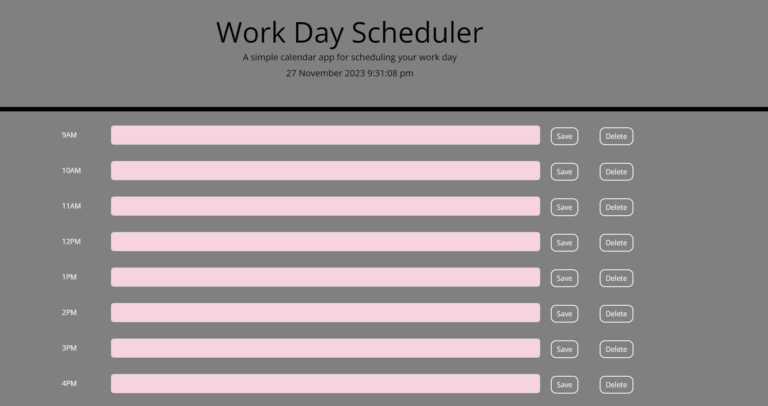 Work Day Scheduler
A simple calendar app for scheduling your work day
27 November 2023 9:31:08 pm
9AM Save Delete
10AM Save Delete
11AM Save Delete
12PM Save Delete
1PM Save Delete
2PM Save Delete
3PM Save Delete
4PM Save Delete